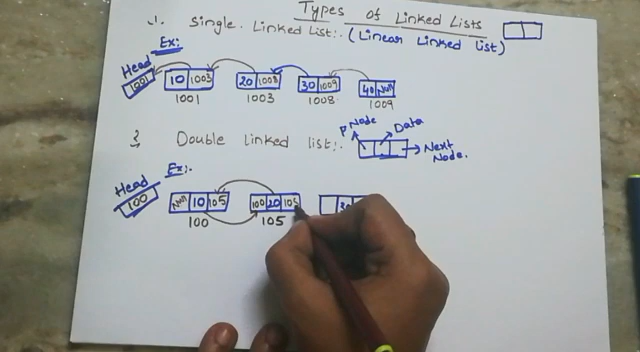 Types of Linked Lists
1. Single Linked List:- (Linear Linked list)
Ex:
Head 1001
10 1003 20 1008 30 1009 40 Null
1001 1003 1008 1009
2. Double Linked list:- PNode Data Next Node.
Ex:-
Head 100
Null 10 105 100 20
100 105